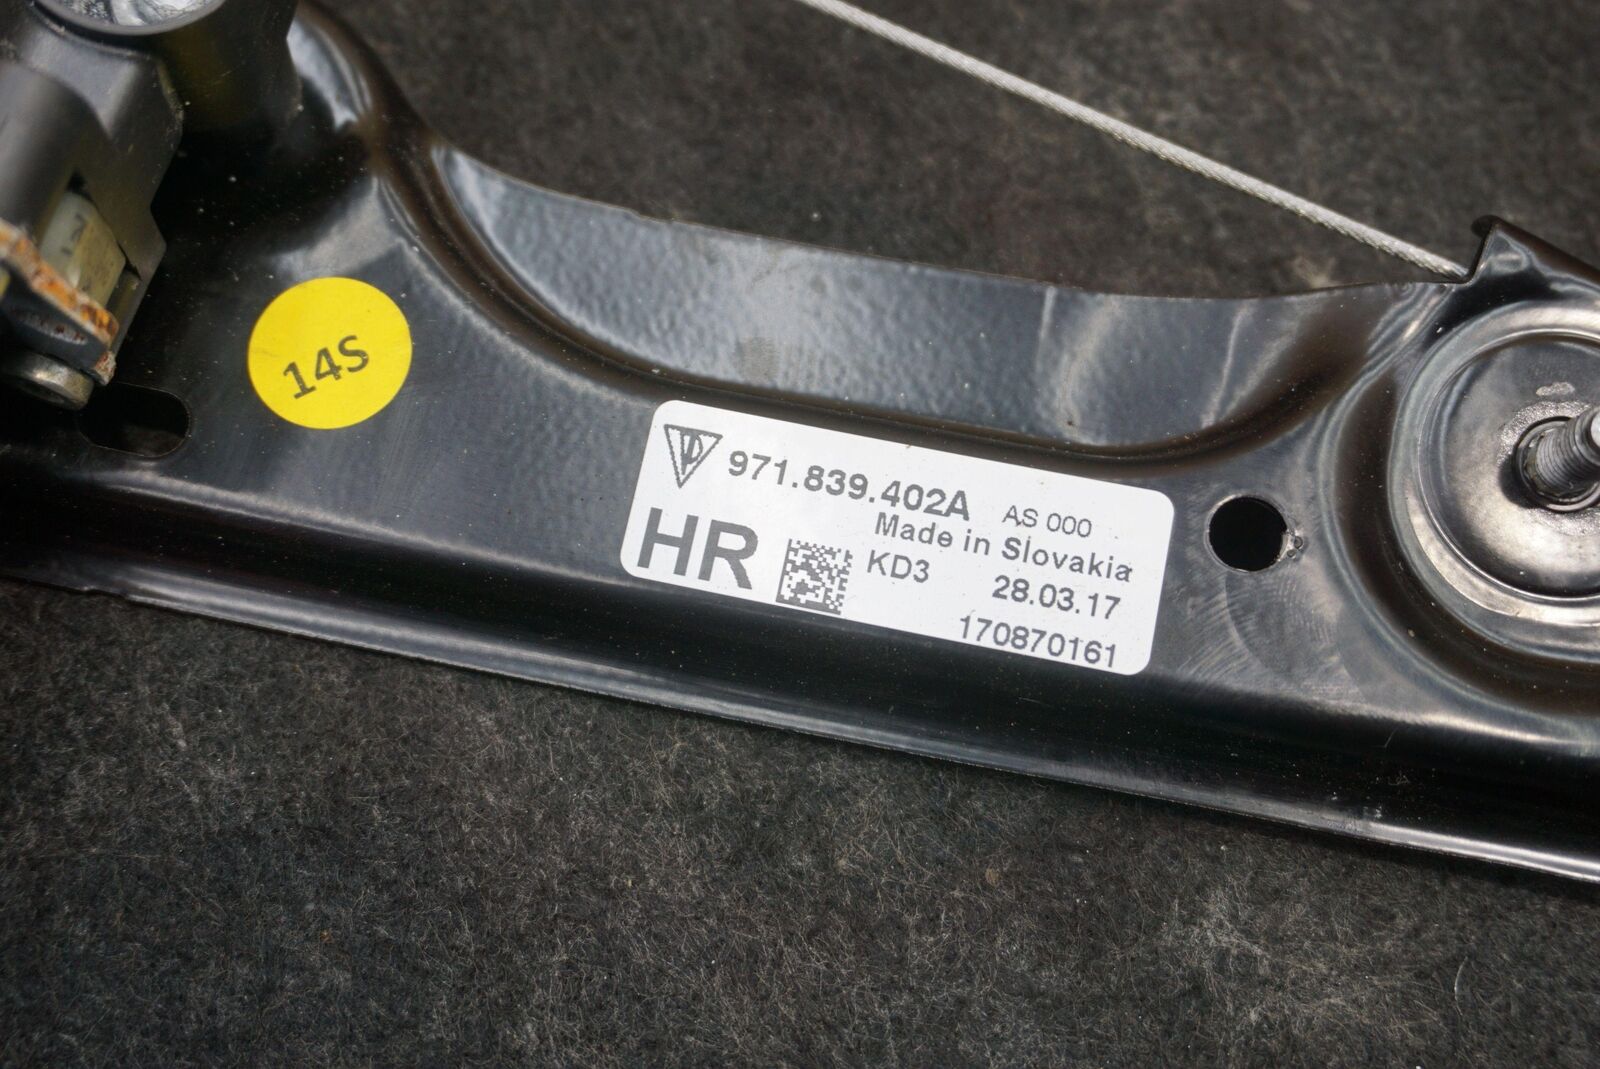 14S
971.839.402A AS 000
Made in Slovakia
HR KD3 28.03.17
170870161